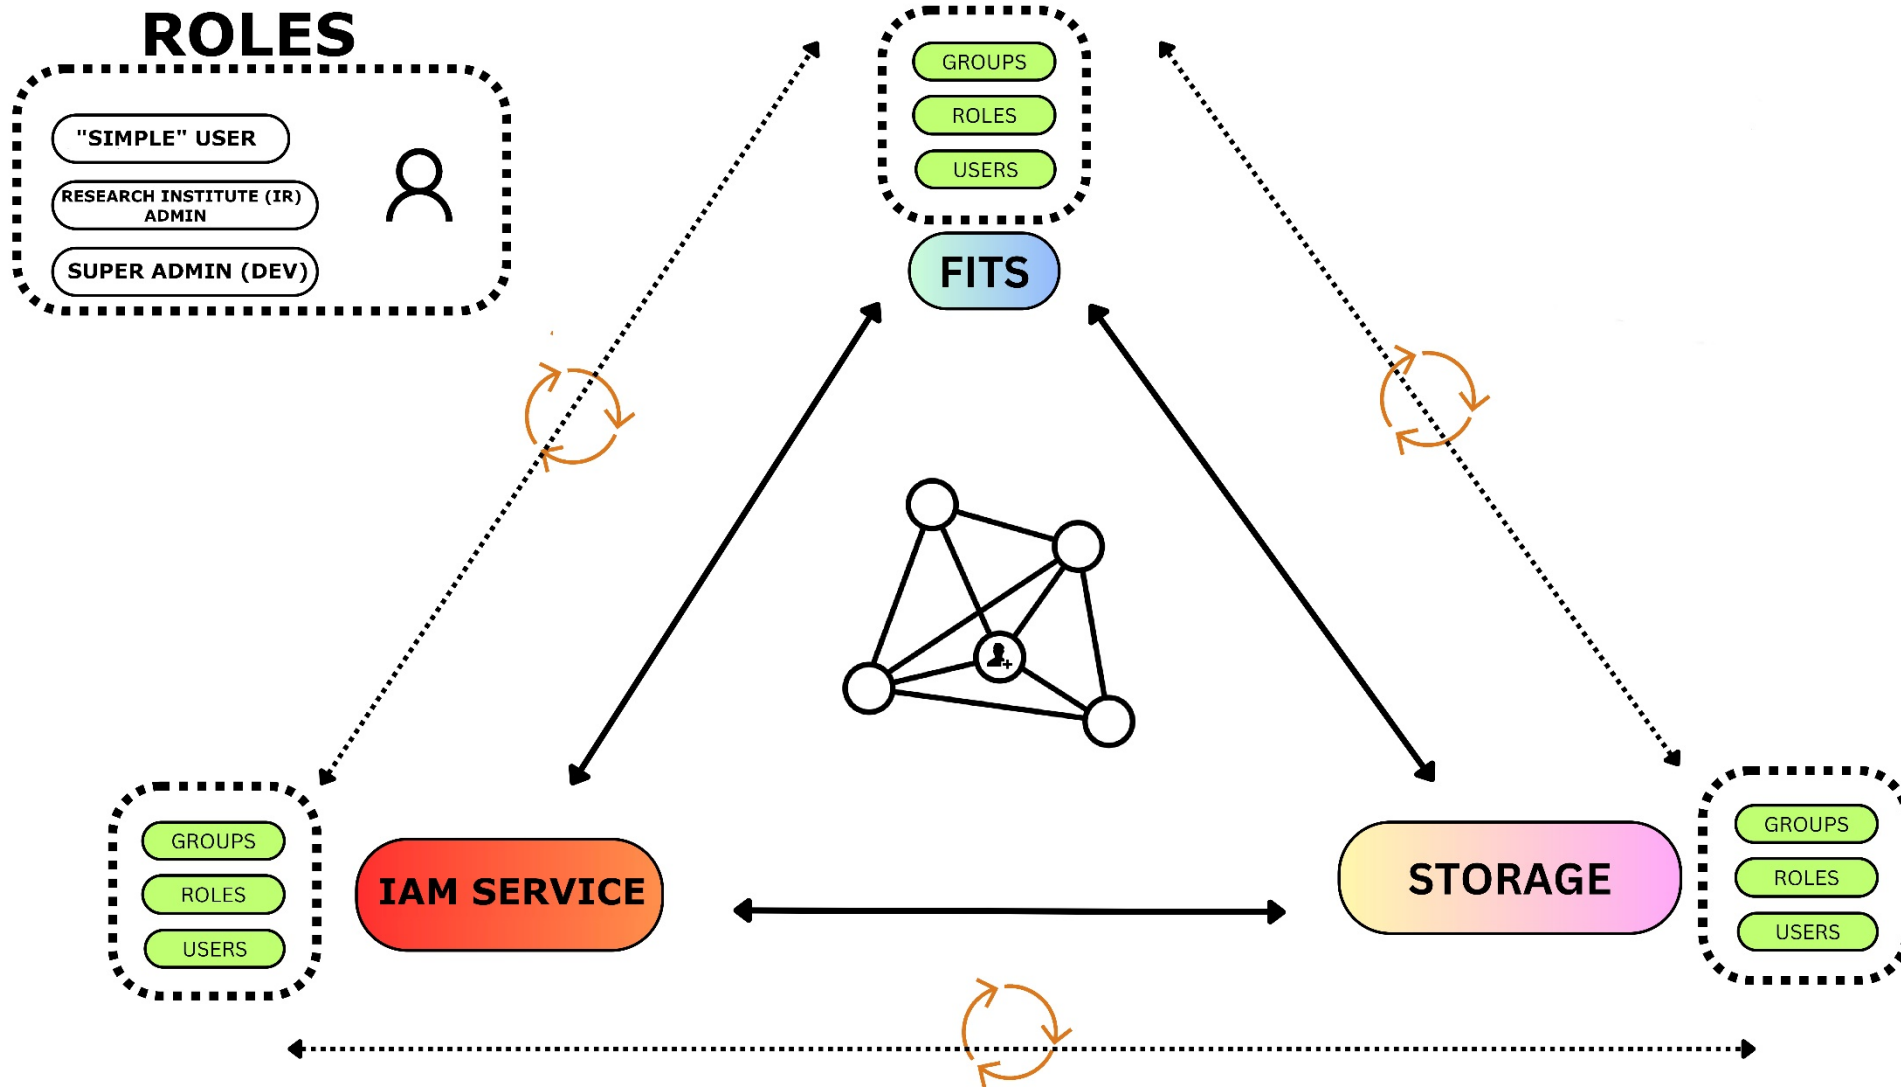 ROLES
"SIMPLE" USER
RESEARCH INSTITUTE (IR)
ADMIN
SUPER ADMIN (DEV)
GROUPS
ROLES
USERS
FITS
GROUPS
ROLES
USERS
IAM SERVICE
STORAGE
GROUPS
ROLES
USERS